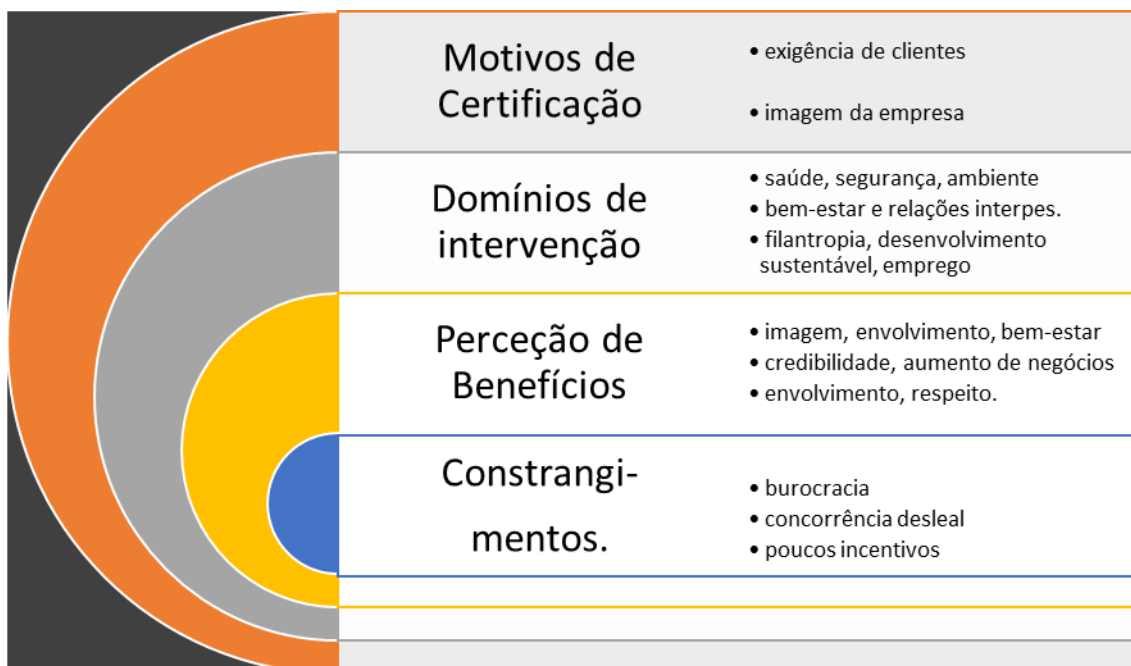 Motivos de
Certificação
• exigência de clientes
• imagem da empresa
Domínios de
intervenção
• saúde, segurança, ambiente
• bem-estar e relações interpes.
• filantropia, desenvolvimento
sustentável, emprego
Perceção de
Benefícios
• imagem, envolvimento, bem-estar
• credibilidade, aumento de negócios
• envolvimento, respeito.
Constrangi-
mentos.
• burocracia
• concorrência desleal
• poucos incentivos